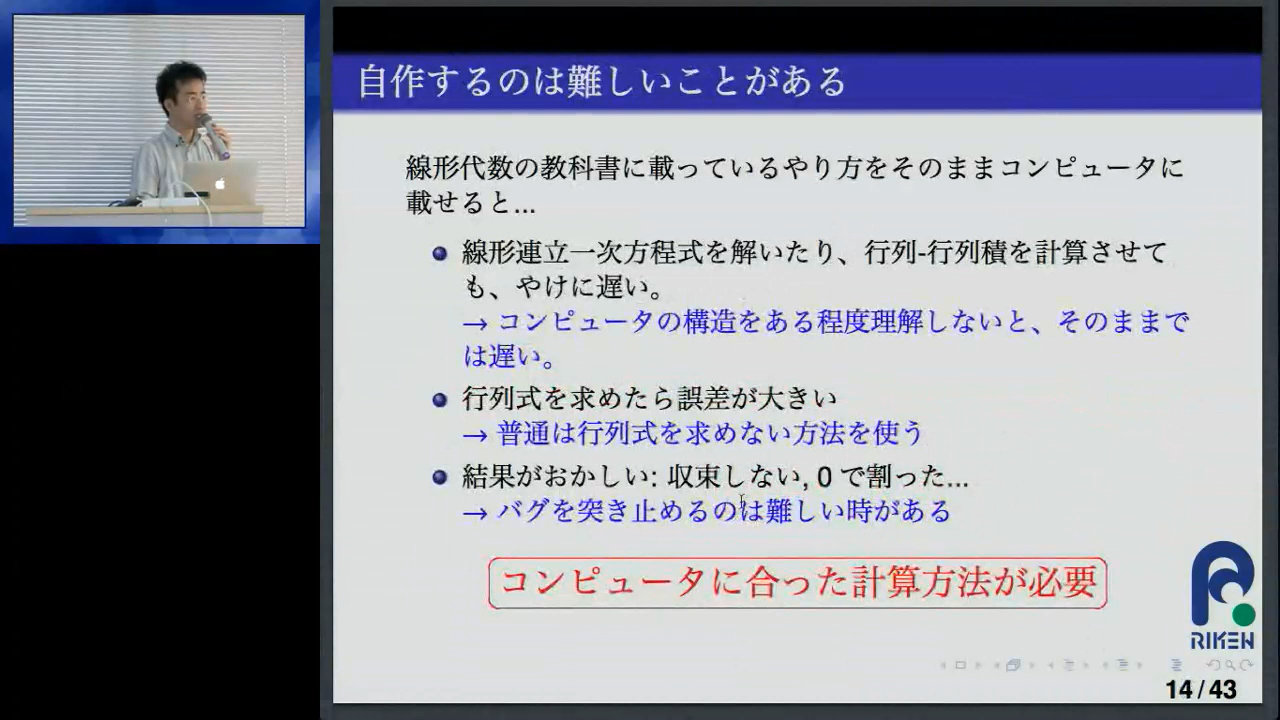 自作するのは難しいことがある
線形代数の教科書に載っているやり方をそのままコンピュータに
載せると...
線形連立一次方程式を解いたり、行列-行列積を計算させて
も、やけに遅い。
→ コンピュータの構造をある程度理解しないと、そのままで
は遅い。
行列式を求めたら誤差が大きい
→ 普通は行列式を求めない方法を使う
結果がおかしい: 収束しない, 0 で割った...
→ バグを突き止めるのは難しい時がある
コンピュータに合った計算方法が必要
RIKEN
14 / 43